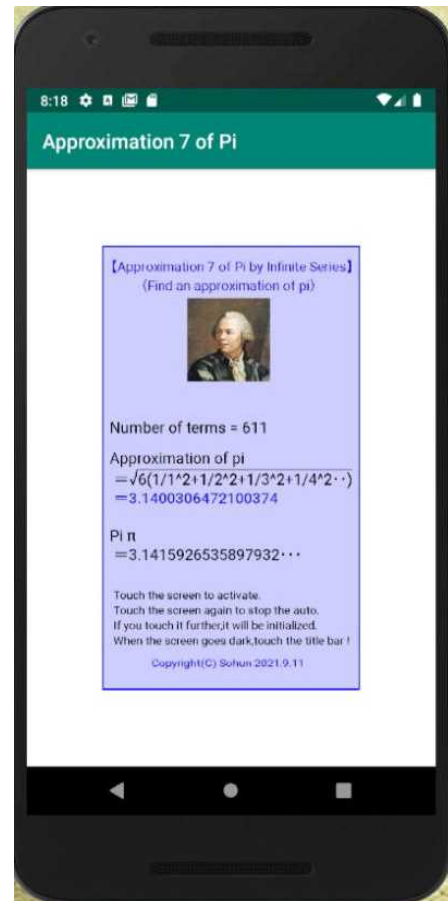 8:18
Approximation 7 of Pi
【Approximation 7 of Pi by Infinite Series】
(Find an approximation of pi)
Number of terms = 611
Approximation of pi
=√6(1/1^2+1/2^2+1/3^2+1/4^2‥)
=3.1400306472100374
Pi π
=3.1415926535897932‥‥
Touch the screen to activate.
Touch the screen again to stop the auto.
If you touch it further,it will be initialized.
When the screen goes dark,touch the title bar !
Copyright(C) Sohun 2021.9.11